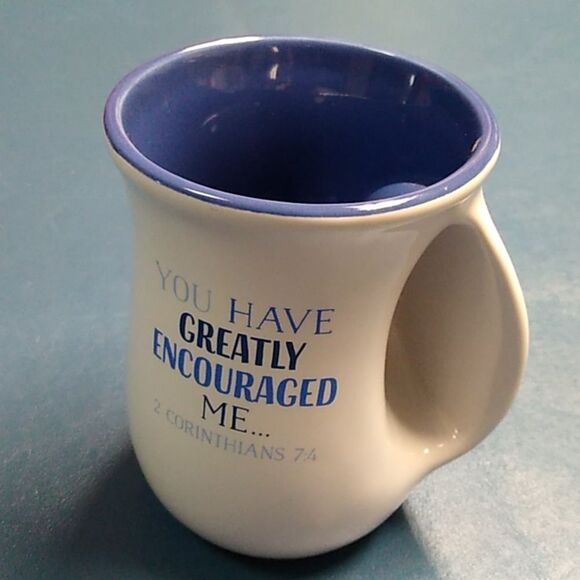 YOU HAVE
GREATLY
ENCOURAGED
ME...
2 CORINTHIANS 7:4